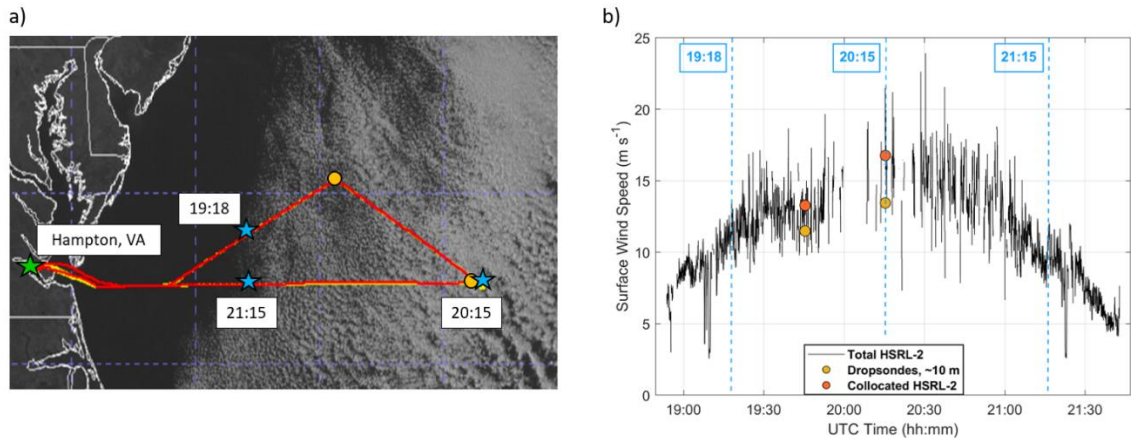 a)
Hampton, VA
19:18
21:15
20:15
b)
25
20
15
10
5
0
Surface Wind Speed (m s⁻¹)
19:18
20:15
21:15
Total HSRL-2
Dropsondes, ~10 m
Collocated HSRL-2
19:00 19:30 20:00 20:30 21:00 21:30
UTC Time (hh:mm)